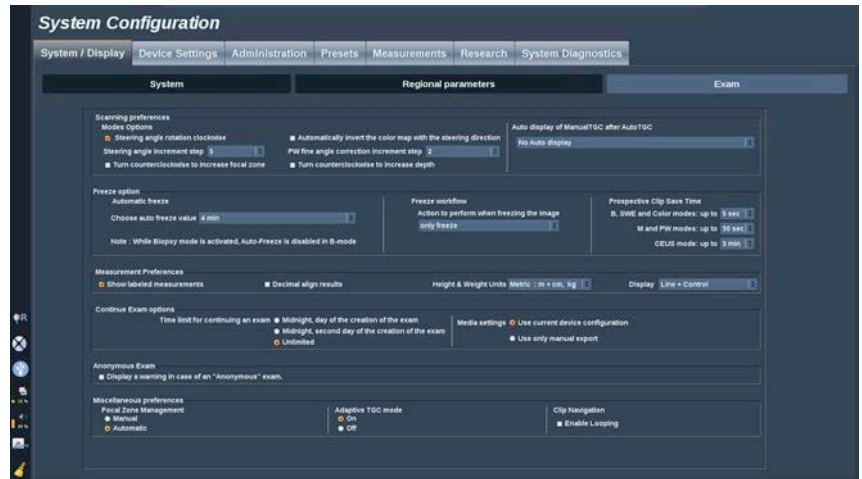 System Configuration
System / Display Device Settings Administration Presets Measurements Research System Diagnostics
System Regional parameters Exam
Scanning preferences
Modes Options
Steering angle rotation clockwise
Automatically invert the color map with the steering direction
Steering angle increment step 5
PW fine angle correction increment step 2
Turn counterclockwise to increase focal zone
Turn counterclockwise to increase depth
Auto display of ManualTGC after AutoTGC
No Auto display
Freeze option
Automatic freeze
Choose auto freeze value 4 min
Note : While Biopsy mode is activated, Auto-Freeze is disabled in B-mode
Freeze workflow
Action to perform when freezing the image
only freeze
Prospective Clip Save Time
B, SWE and Color modes: up to 5 sec
M and PW modes: up to 30 sec
CEUS mode: up to 3 min
Measurement Preferences
Show labeled measurements
Decimal align results
Height & Weight Units Metric : m + cm, kg
Display Line + Control
Continue Exam options
Time limit for continuing an exam
Midnight, day of the creation of the exam
Midnight, second day of the creation of the exam
Unlimited
Media settings
Use current device configuration
Use only manual export
Anonymous Exam
Display a warning in case of an "Anonymous" exam.
Miscellaneous preferences
Focal Zone Management
Manual
Automatic
Adaptive TGC mode
On
Off
Clip Navigation
Enable Looping
R